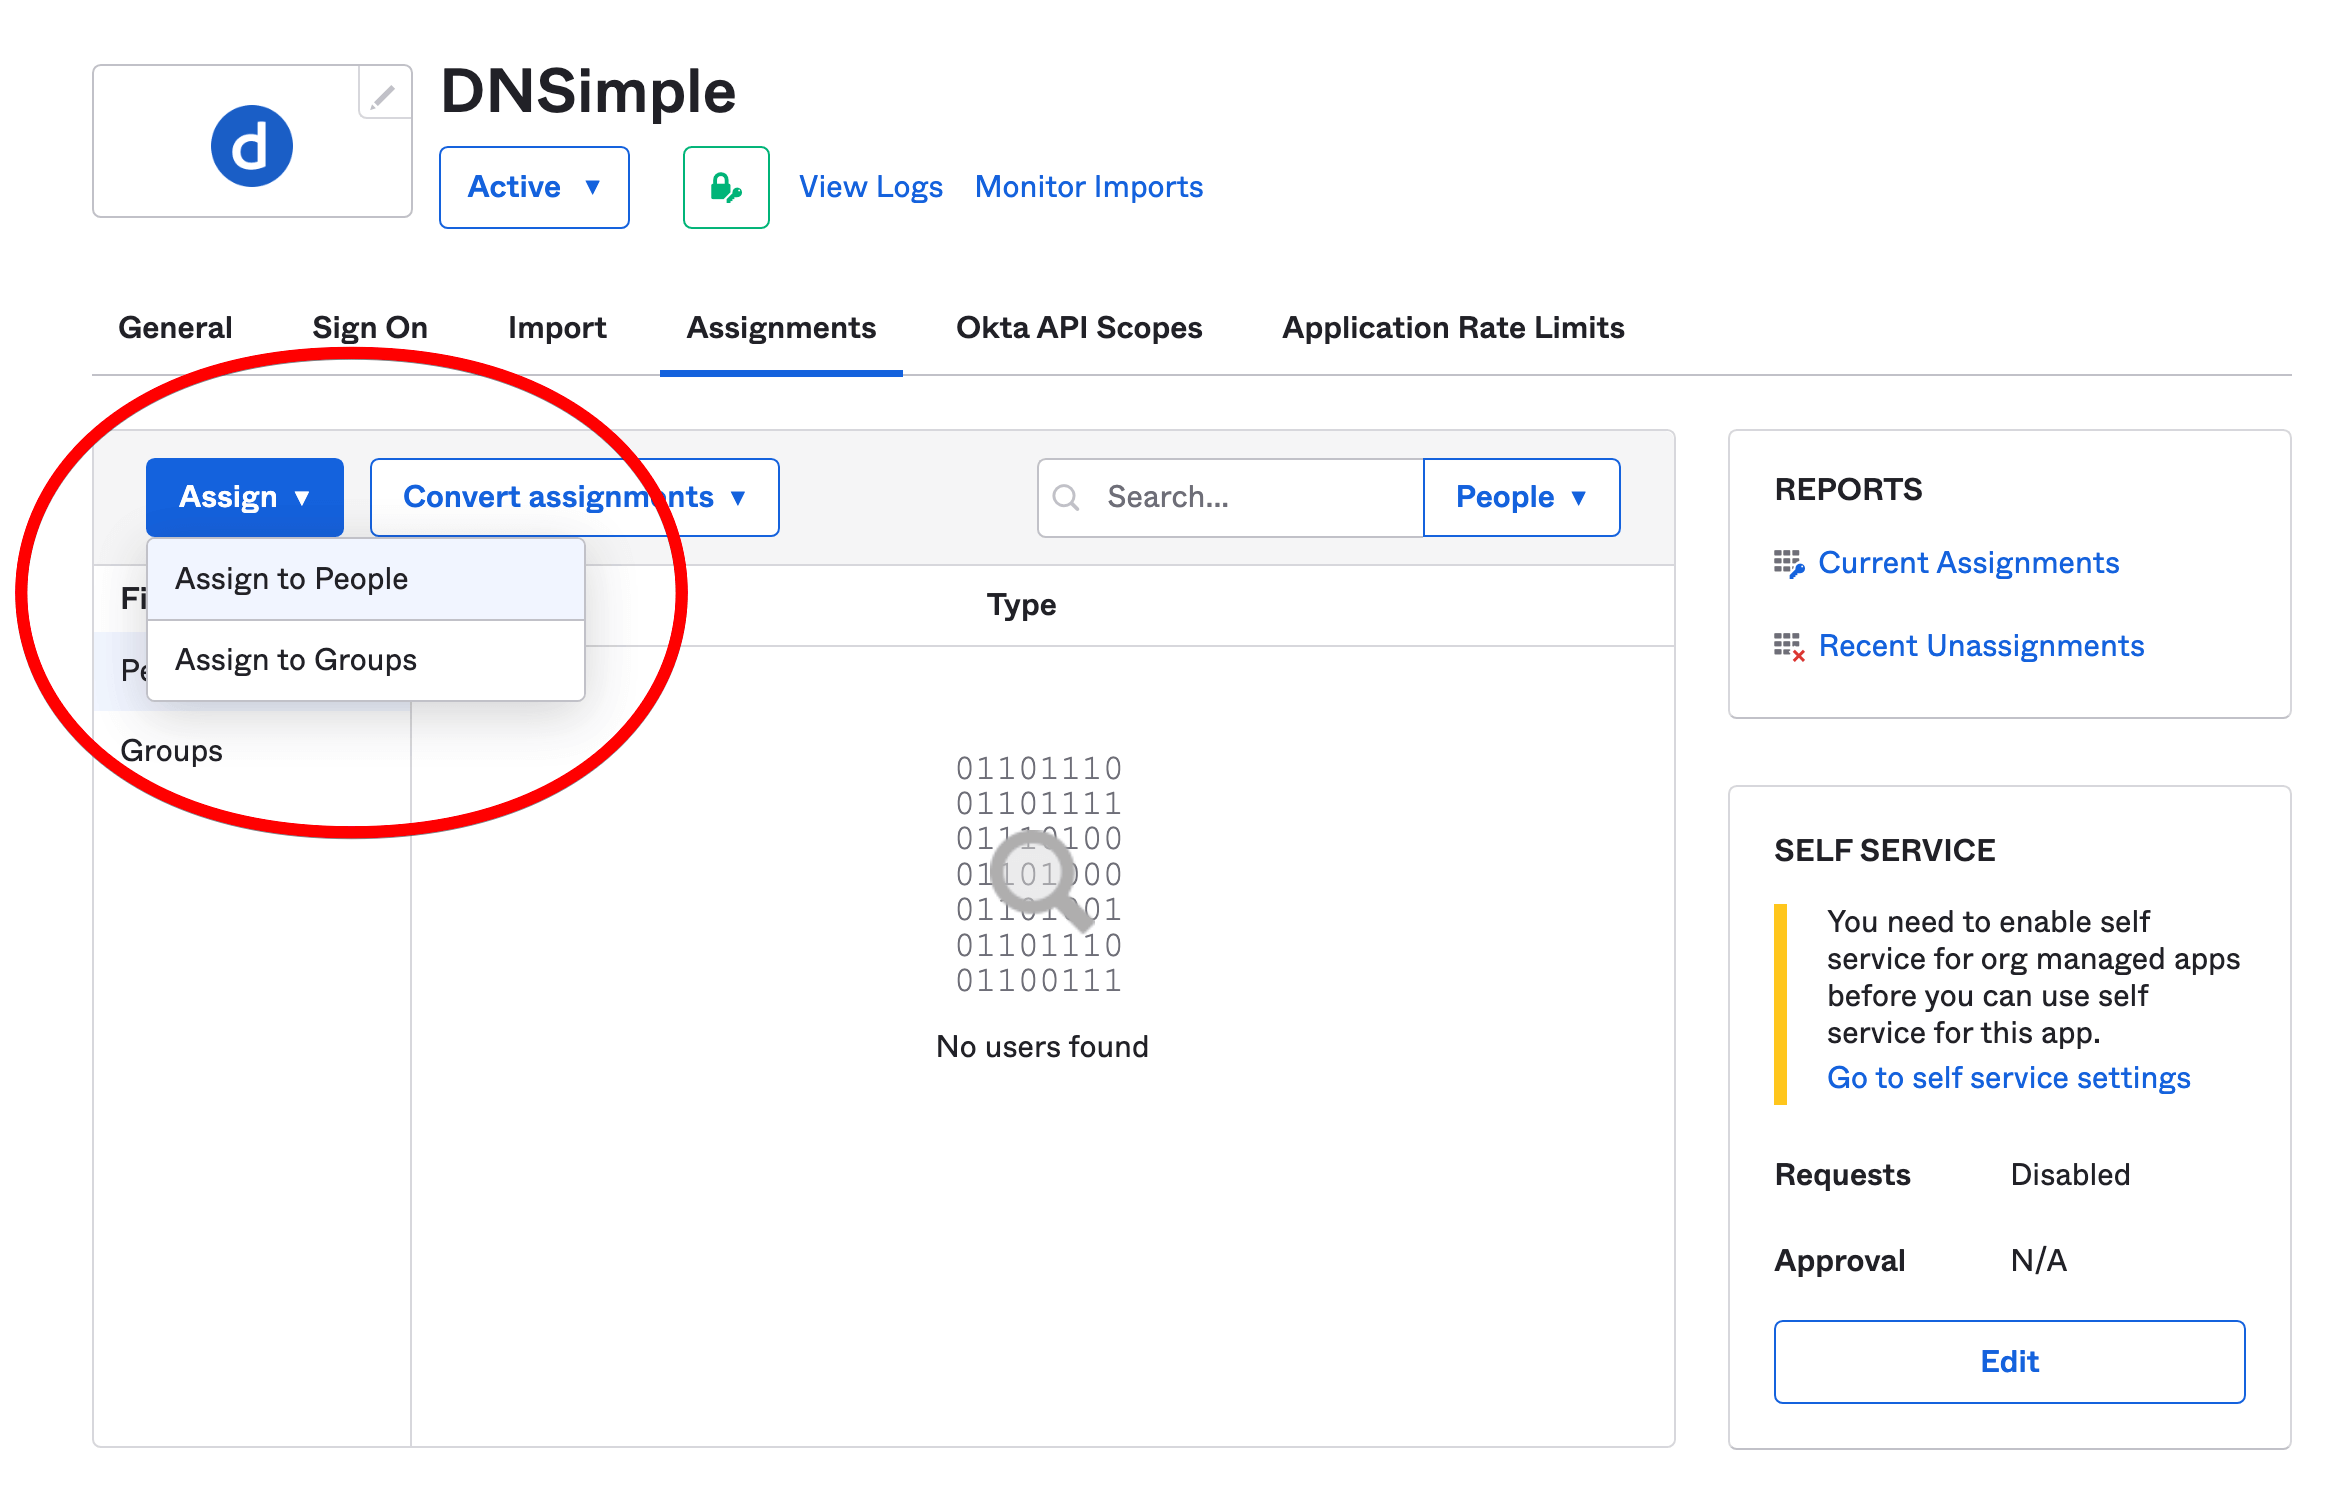 d
DNSimple
Active ▼
View Logs
Monitor Imports
General
Sign On
Import
Assignments
Okta API Scopes
Application Rate Limits
Assign ▼
Convert assignments ▼
Search...
People ▼
Assign to People
Assign to Groups
Fi
Pe
Groups
Type
01101110
01101111
01110100
01101000
01101001
01101110
01100111
No users found
REPORTS
Current Assignments
Recent Unassignments
SELF SERVICE
You need to enable self
service for org managed apps
before you can use self
service for this app.
Go to self service settings
Requests Disabled
Approval N/A
Edit